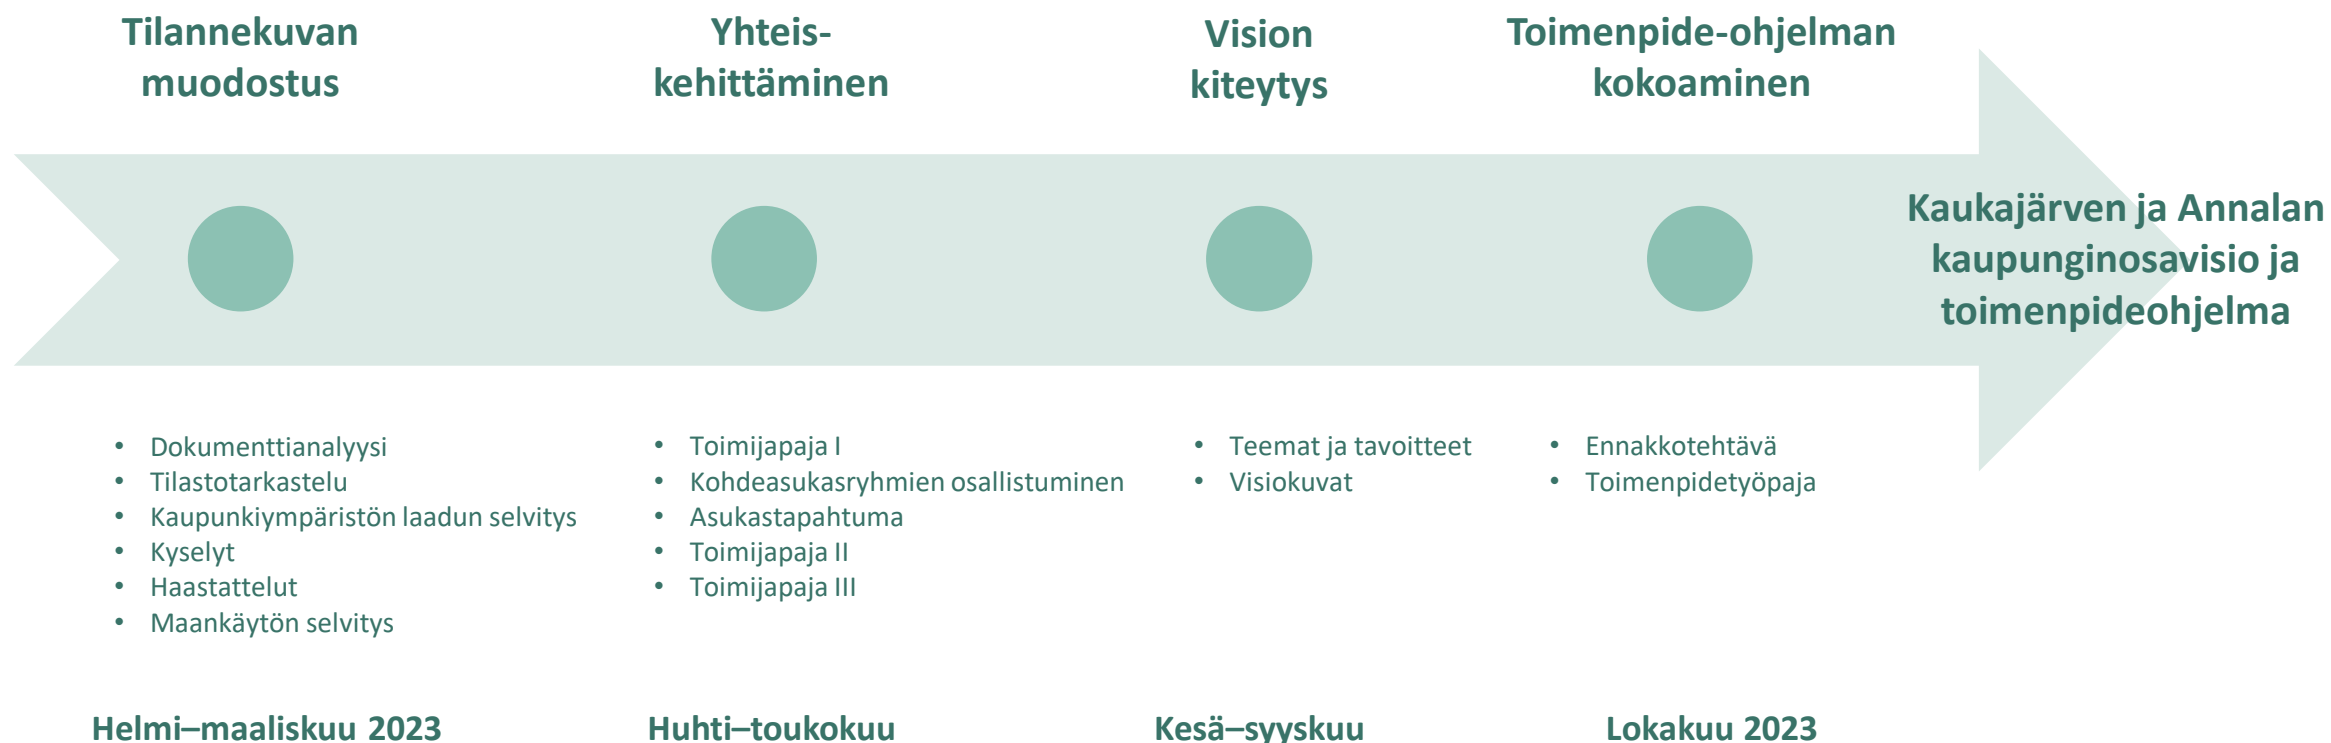 Tilannekuvan
muodostus
Yhteis-
kehittäminen
Vision
kiteytys
Toimenpide-ohjelman
kokoaminen
Kaukajärven ja Annalan
kaupunginosavisio ja
toimenpideohjelma
• Dokumenttianalyysi
• Tilastotarkastelu
• Kaupunkiympäristön laadun selvitys
• Kyselyt
• Haastattelut
• Maankäytön selvitys
• Toimijapaja I
• Kohdeasukasryhmien osallistuminen
• Asukastapahtuma
• Toimijapaja II
• Toimijapaja III
• Teemat ja tavoitteet
• Visiokuvat
• Ennakkotehtävä
• Toimenpidetyöpaja
Helmi–maaliskuu 2023
Huhti–toukokuu
Kesä–syyskuu
Lokakuu 2023